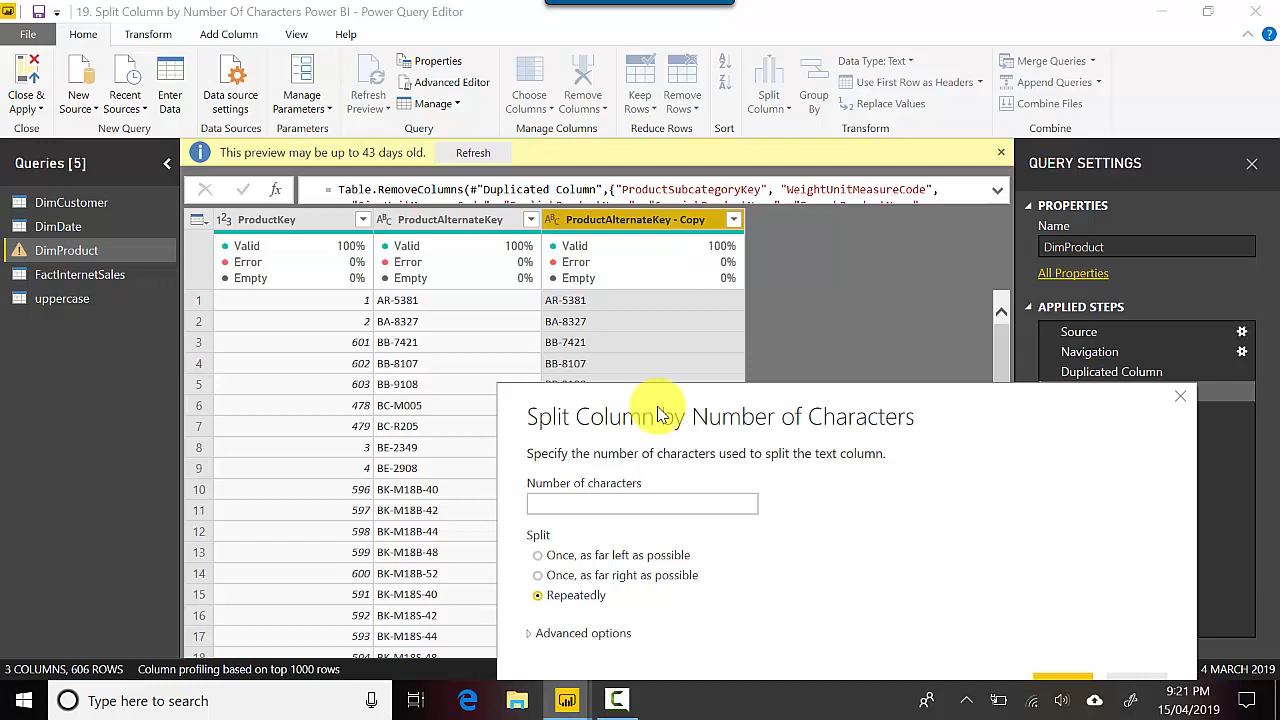 19. Split Column by Number Of Characters Power BI - Power Query Editor
File Home Transform Add Column View Help
Close & Apply
New Source
Recent Sources
Enter Data
Data source settings
Manage Parameters
Refresh Preview
Properties
Advanced Editor
Manage
Choose Columns
Remove Columns
Keep Rows
Remove Rows
Split Column
Group By
Data Type: Text
Use First Row as Headers
Replace Values
Merge Queries
Append Queries
Combine Files
Close New Query Data Sources Parameters Query Manage Columns Reduce Rows Sort Transform Combine
Queries [5]
DimCustomer
DimDate
DimProduct
FactInternetSales
uppercase
This preview may be up to 43 days old. Refresh
= Table.RemoveColumns(#"Duplicated Column",{"ProductSubcategoryKey", "WeightUnitMeasureCode",
ProductKey ProductAlternateKey ProductAlternateKey - Copy
Valid 100% Valid 100% Valid 100%
Error 0% Error 0% Error 0%
Empty 0% Empty 0% Empty 0%
1 1 AR-5381 AR-5381
2 2 BA-8327 BA-8327
3 601 BB-7421 BB-7421
4 602 BB-8107 BB-8107
5 603 BB-9108
6 478 BC-M005
7 479 BC-R205
8 3 BE-2349
9 4 BE-2908
10 596 BK-M18B-40
11 597 BK-M18B-42
12 598 BK-M18B-44
13 599 BK-M18B-48
14 600 BK-M18B-52
15 591 BK-M18S-40
16 592 BK-M18S-42
17 593 BK-M18S-44
Split Column by Number of Characters
Specify the number of characters used to split the text column.
Number of characters
Split
Once, as far left as possible
Once, as far right as possible
Repeatedly
Advanced options
QUERY SETTINGS
PROPERTIES
Name
DimProduct
All Properties
APPLIED STEPS
Source
Navigation
Duplicated Column
3 COLUMNS, 606 ROWS Column profiling based on top 1000 rows
4 MARCH 2019
Type here to search
9:21 PM
15/04/2019